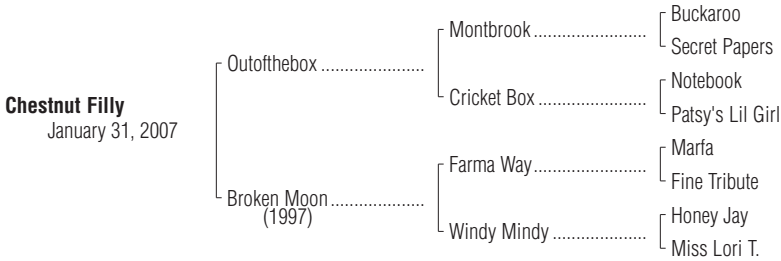 Buckaroo
Montbrook
Secret Papers
Outofthebox
Notebook
Cricket Box
Patsy's Lil Girl
Chestnut Filly
January 31, 2007
Marfa
Farma Way
Fine Tribute
Broken Moon
(1997)
Honey Jay
Windy Mindy
Miss Lori T.